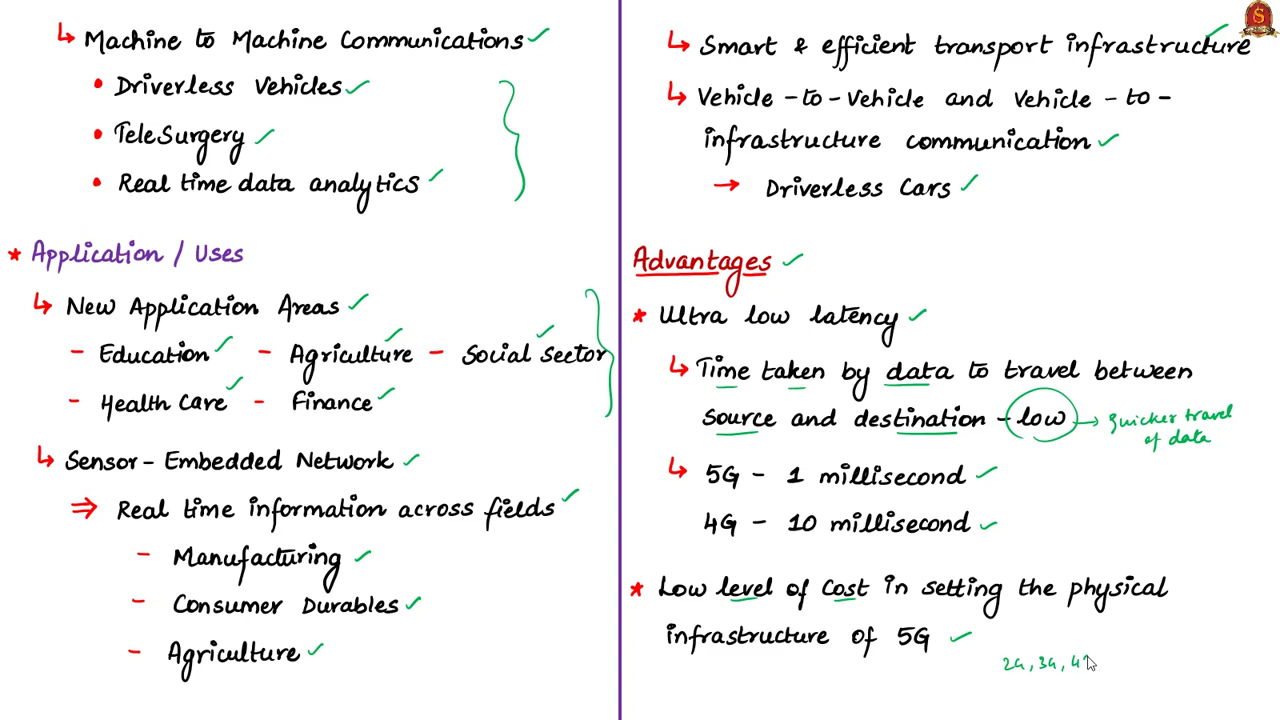 ↳ Machine to Machine Communications ✓
• Driverless Vehicles ✓
• TeleSurgery ✓
• Real time data analytics ✓
* Application / Uses
↳ New Application Areas ✓
- Education ✓ - Agriculture ✓ - Social Sector ✓
- Health Care ✓ - Finance ✓
↳ Sensor-Embedded Network ✓
⇒ Real time information across fields ✓
- Manufacturing ✓
- Consumer Durables ✓
- Agriculture ✓
↳ Smart & efficient transport infrastructure ✓
↳ Vehicle-to-Vehicle and Vehicle-to-
infrastructure communication ✓
→ Driverless Cars ✓
Advantages ✓
* Ultra low latency ✓
↳ Time taken by data to travel between
source and destination - low → Quicker travel
of data
↳ 5G - 1 millisecond ✓
4G - 10 millisecond ✓
* Low level of Cost in setting the physical
infrastructure of 5G ✓
2G, 3G, 4
S